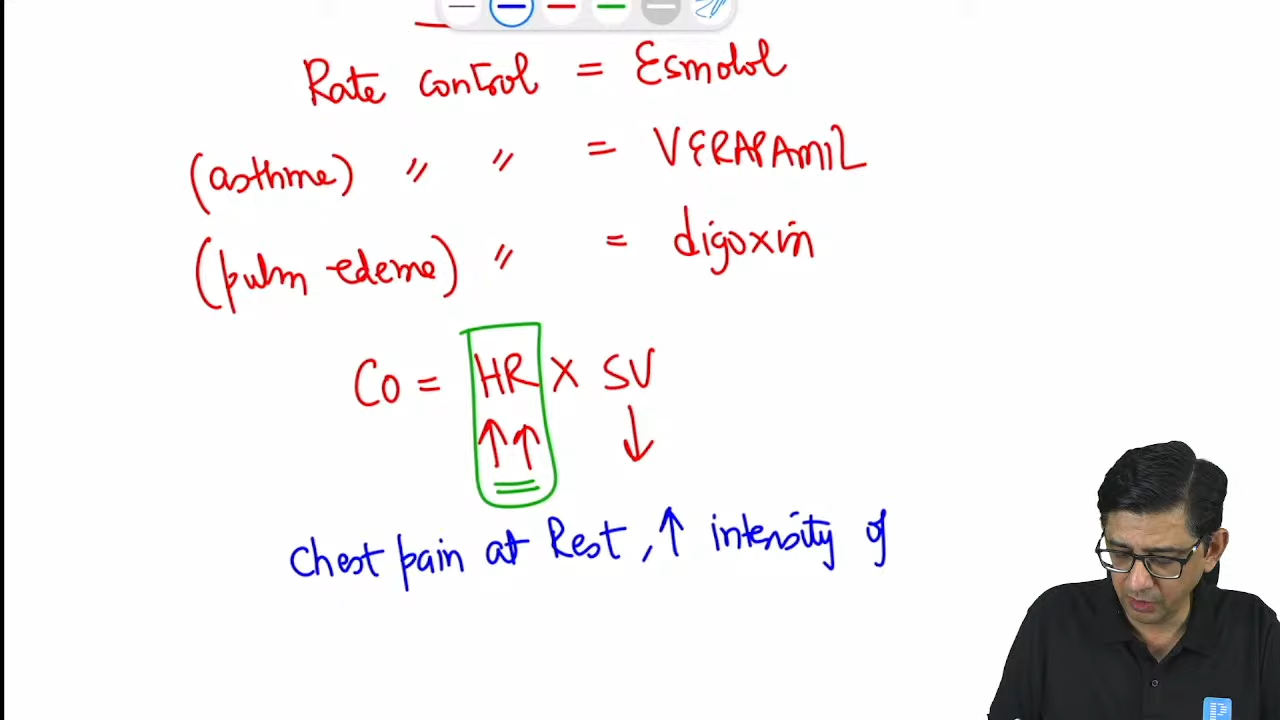 Rate control = Esmolol
(asthma) " " = VERAPAMIL
(pulm edema) " = digoxin
CO = HR X SV
↑↑ ↓
Chest pain at Rest, ↑ intensity of